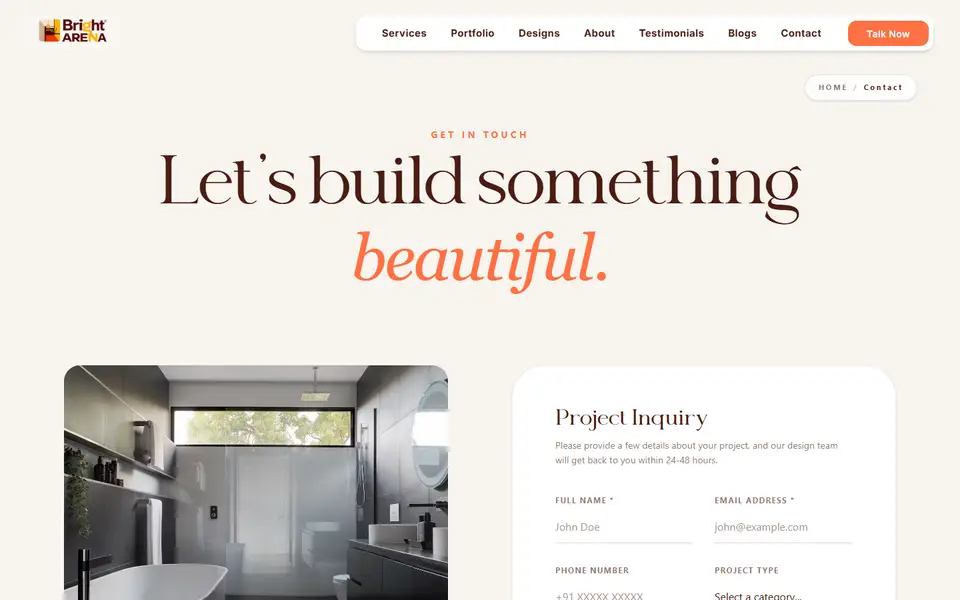 Bright
ARENA
Services
Portfolio
Designs
About
Testimonials
Blogs
Contact
Talk Now
HOME / Contact
GET IN TOUCH
Let's build something
beautiful.
Project Inquiry
Please provide a few details about your project, and our design team
will get back to you within 24-48 hours.
FULL NAME *
EMAIL ADDRESS *
John Doe
john@example.com
PHONE NUMBER
PROJECT TYPE
+91 XXXXX XXXXX
Select a category...